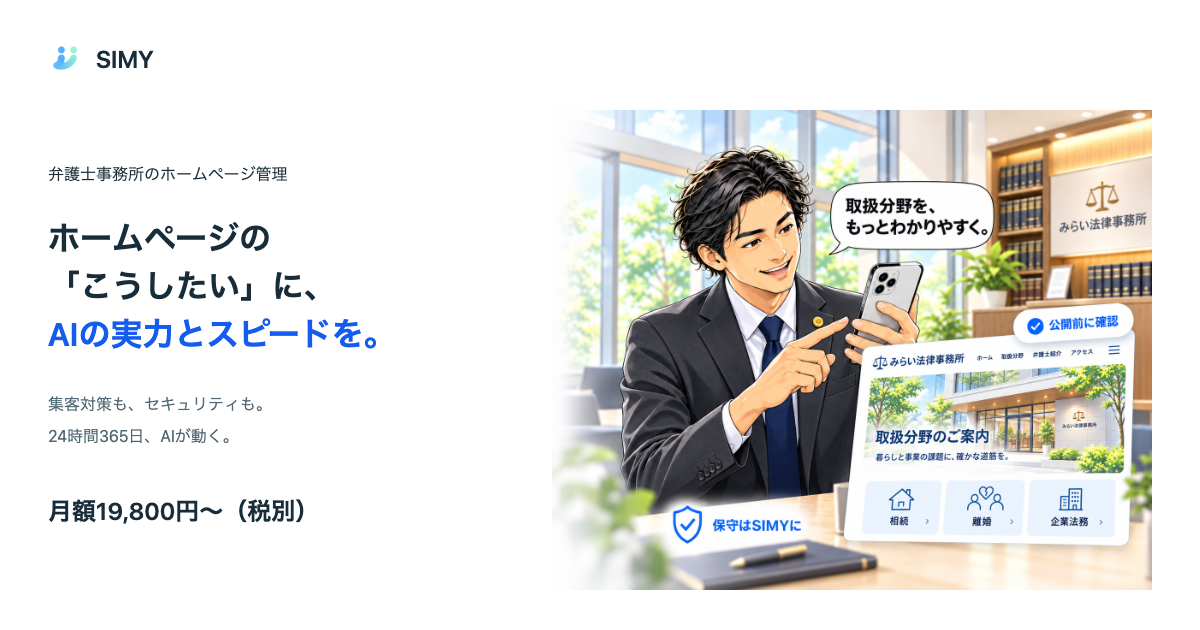 SIMY
弁護士事務所のホームページ管理
ホームページの
「こうしたい」に、
AIの実力とスピードを。
集客対策も、セキュリティも。
24時間365日、AIが動く。
月額19,800円〜（税別）
取扱分野を、
もっとわかりやすく。
みらい法律事務所
公開前に確認
みらい法律事務所 ホーム 取扱分野 弁護士紹介 アクセス
みらい法律事務所
取扱分野のご案内
暮らしと事業の課題に、確かな道筋を。
相続 離婚 企業法務
保守はSIMYに